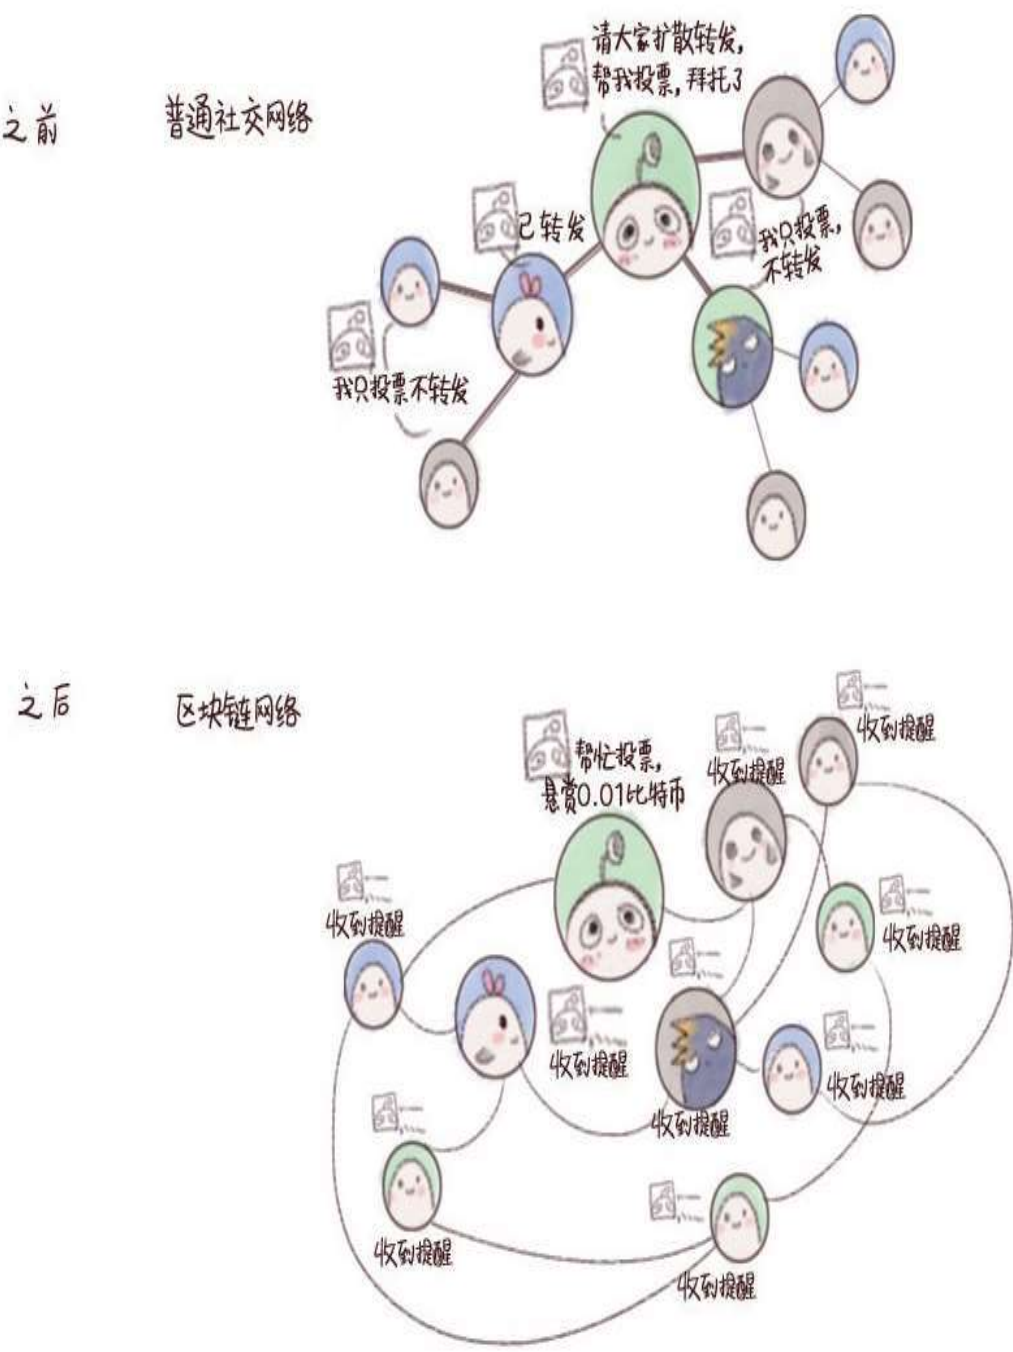 之前
普通社交网络
请大家扩散转发,
帮我投票,拜托了
已转发
我只投票,
不转发
我只投票不转发
之后
区块链网络
帮忙投票,
悬赏0.01比特币
收到提醒
收到提醒
收到提醒
收到提醒
收到提醒
收到提醒
收到提醒
收到提醒
收到提醒